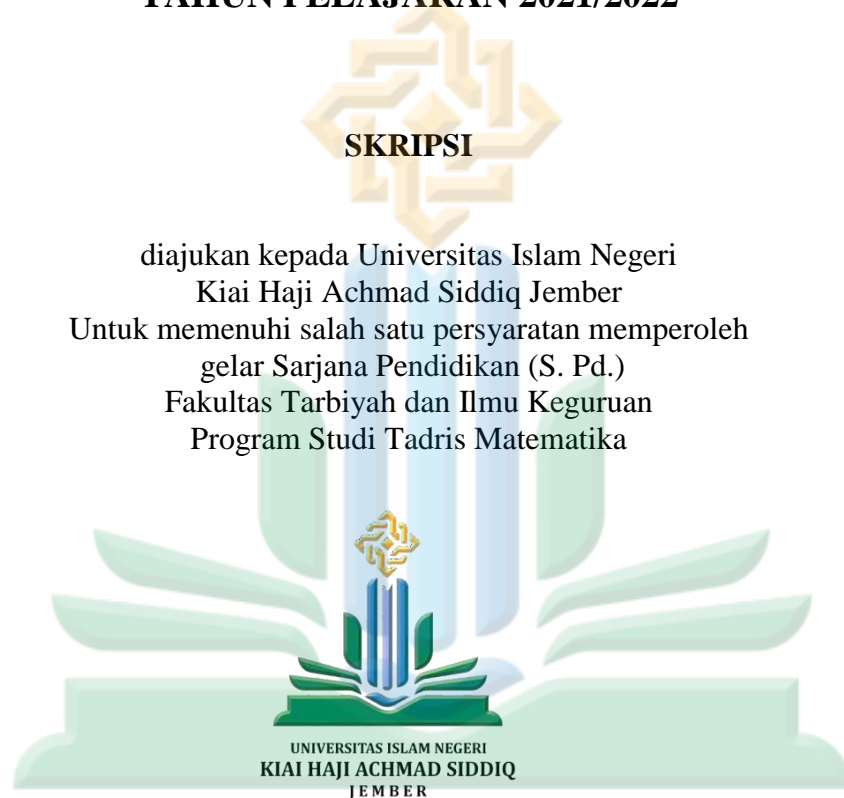 TAHUN PELAJARAN 2021/2022
SKRIPSI
diajukan kepada Universitas Islam Negeri
Kiai Haji Achmad Siddiq Jember
Untuk memenuhi salah satu persyaratan memperoleh
gelar Sarjana Pendidikan (S. Pd.)
Fakultas Tarbiyah dan Ilmu Keguruan
Program Studi Tadris Matematika
UNIVERSITAS ISLAM NEGERI
KIAI HAJI ACHMAD SIDDIQ
JEMBER